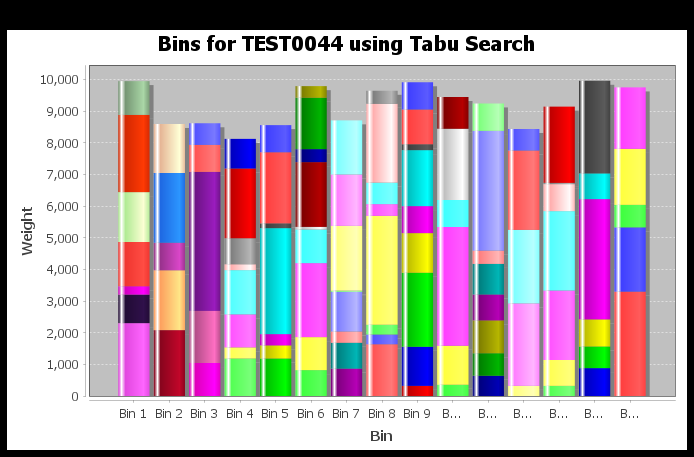 Bins for TEST0044 using Tabu Search
10,000
9,000
8,000
7,000
6,000
5,000
4,000
3,000
2,000
1,000
0
Weight
Bin 1 Bin 2 Bin 3 Bin 4 Bin 5 Bin 6 Bin 7 Bin 8 Bin 9 B... B... B... B... B... B...
Bin